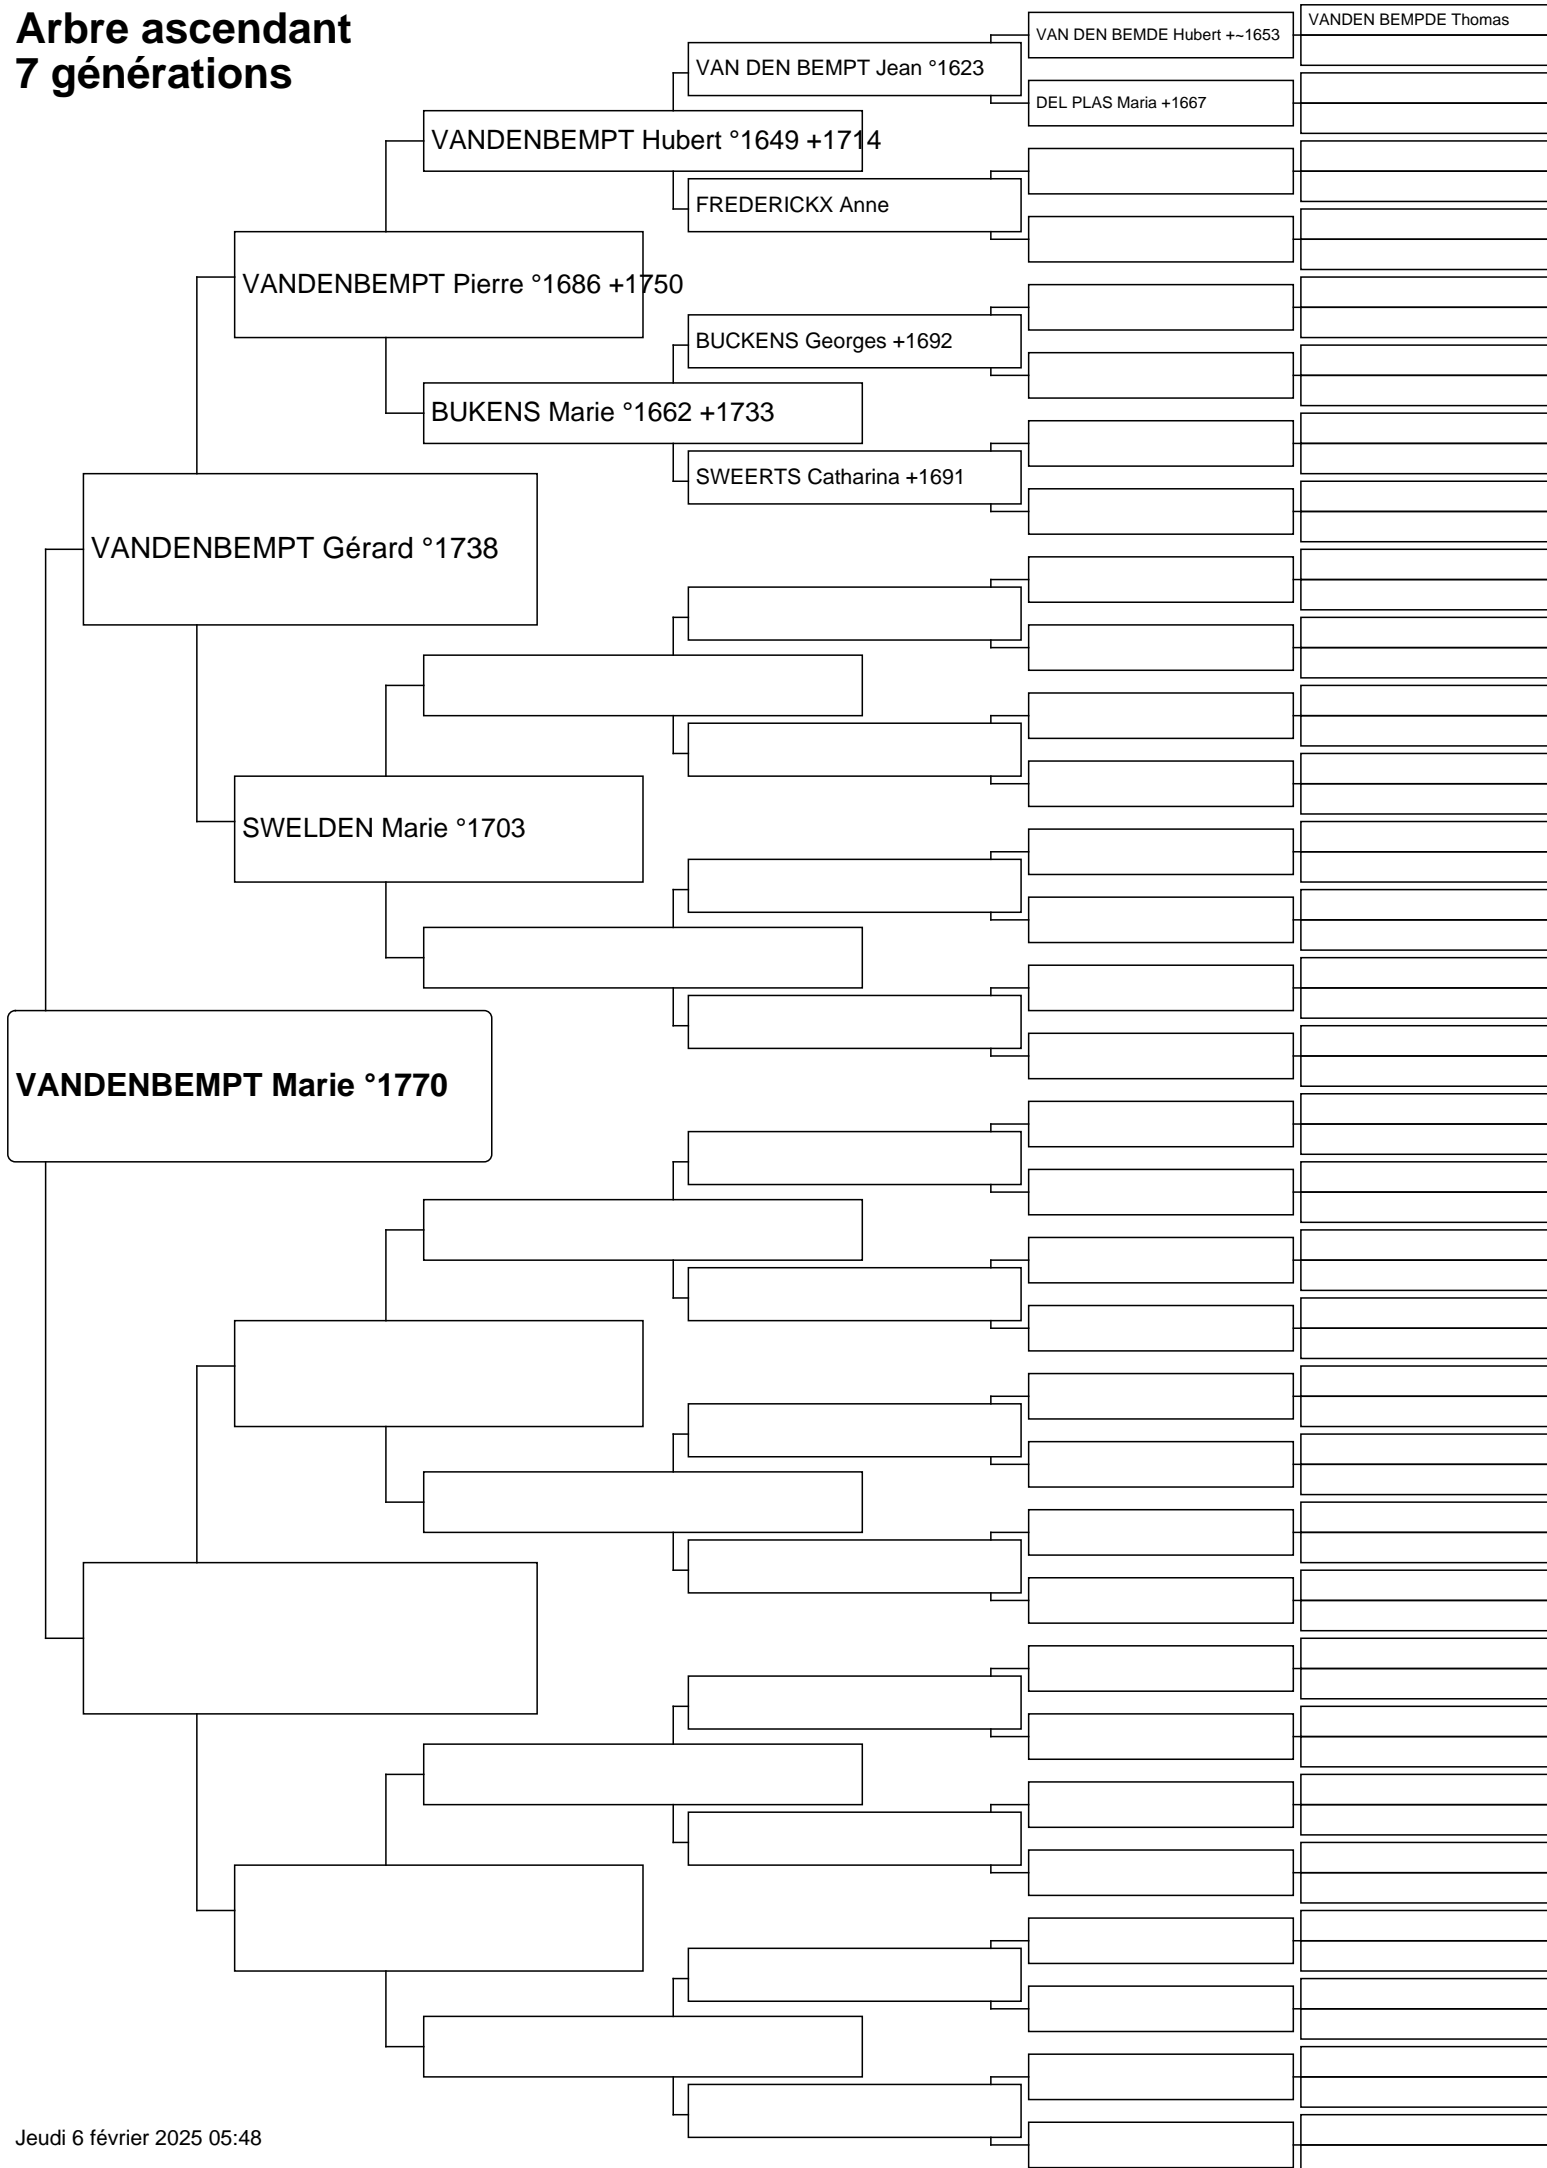 Arbre ascendant
7 générations
VANDEN BEMPDE Thomas
VAN DEN BEMDE Hubert +~1653
VAN DEN BEMPT Jean °1623
DEL PLAS Maria +1667
VANDENBEMPT Hubert °1649 +1714
FREDERICKX Anne
VANDENBEMPT Pierre °1686 +1750
BUCKENS Georges +1692
BUKENS Marie °1662 +1733
SWEERTS Catharina +1691
VANDENBEMPT Gérard °1738
SWELDEN Marie °1703
VANDENBEMPT Marie °1770
Jeudi 6 février 2025 05:48